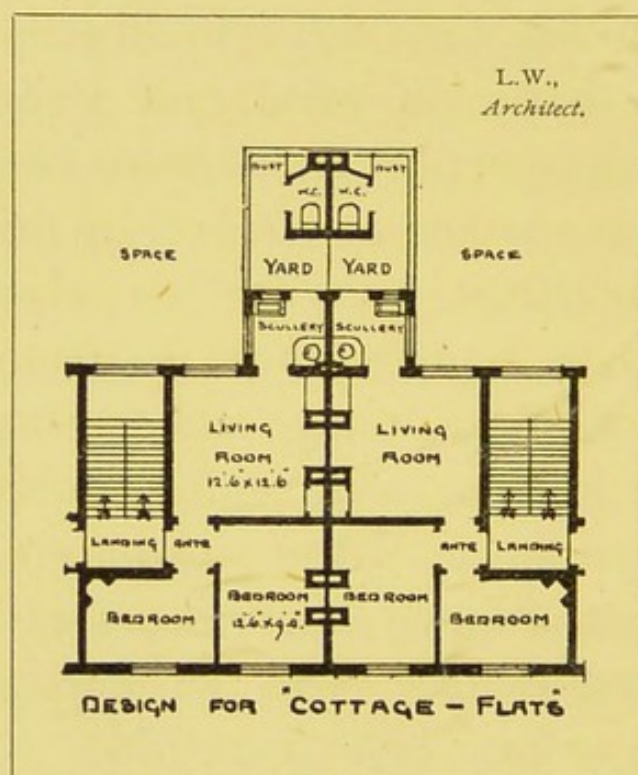 L.W.,
Architect.
DUST DUST
W.C. W.C.
SPACE SPACE
YARD YARD
SCULLERY SCULLERY
LIVING ROOM LIVING ROOM
12'.6" x 12'.6"
LANDING ANTE ANTE LANDING
BEDROOM BEDROOM BEDROOM BEDROOM
DESIGN FOR "COTTAGE - FLATS"